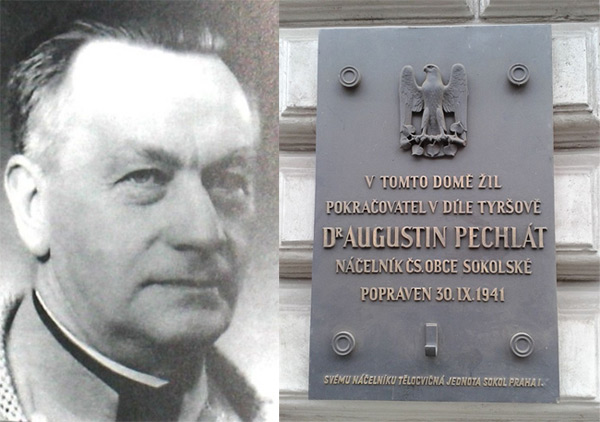 V TOMTO DOMĚ ŽIL
POKRAČOVATEL V DÍLE TYRŠOVĚ
DR AUGUSTIN PECHLÁT
NÁČELNÍK ČS. OBCE SOKOLSKÉ
POPRAVEN 30. IX. 1941
SVÉMU NÁČELNÍKU TĚLOCVIČNÁ JEDNOTA SOKOL PRAHA I.